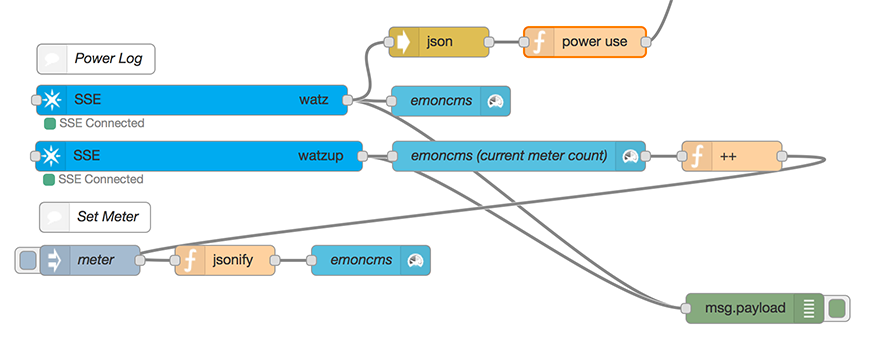 json
power use
Power Log
SSE watz
emoncms
SSE Connected
SSE watzup
emoncms (current meter count)
++
SSE Connected
Set Meter
meter
jsonify
emoncms
msg.payload